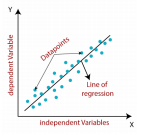 Y
dependent Variable
Datapoints
Line of
regression
independent Variables
X